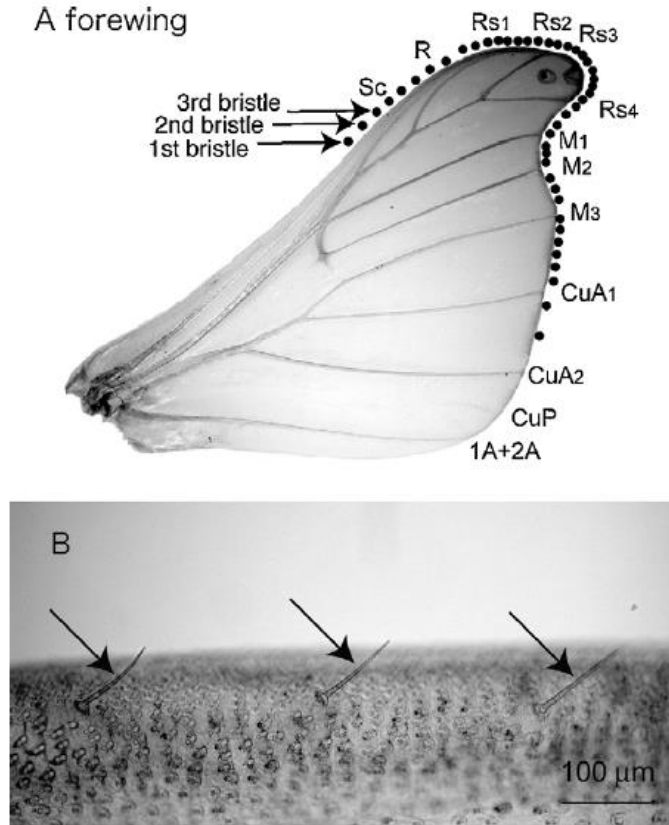 A forewing
Rs1
Rs2
Rs3
R
Sc
3rd bristle
2nd bristle
1st bristle
Rs4
M1
M2
M3
CuA1
CuA2
CuP
1A+2A
B
100 μm